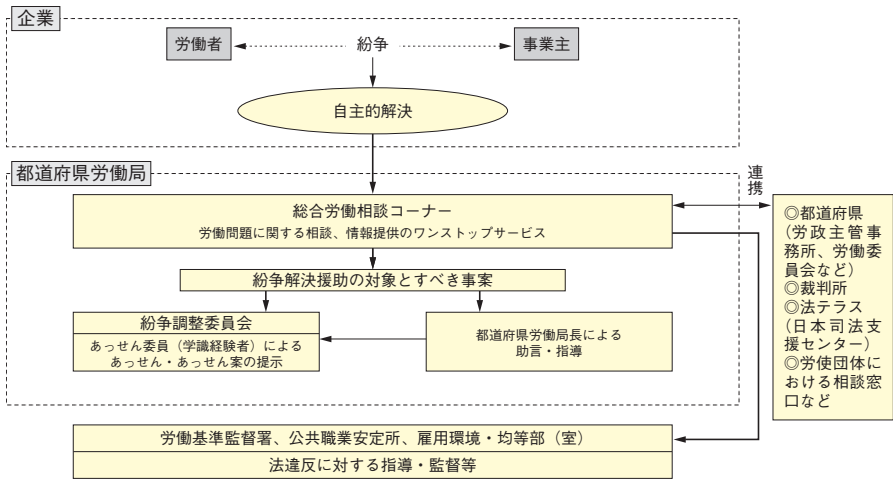 企業
労働者
紛争
事業主
自主的解決
都道府県労働局
連携
総合労働相談コーナー
労働問題に関する相談、情報提供のワンストップサービス
紛争解決援助の対象とすべき事案
紛争調整委員会
あっせん委員（学識経験者）による
あっせん・あっせん案の提示
都道府県労働局長による
助言・指導
◎都道府県
（労政主管事
務所、労働委
員会など）
◎裁判所
◎法テラス
（日本司法支
援センター）
◎労使団体に
おける相談窓
口など
労働基準監督署、公共職業安定所、雇用環境・均等部（室）
法違反に対する指導・監督等